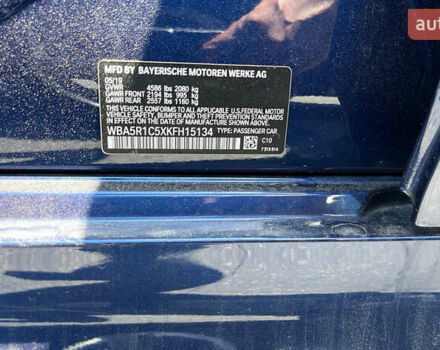 auto
MFD BY BAYERISCHE MOTOREN WERKE AG
05/19
GVWR 4586 lbs 2080 kg
GAWR FRONT 2194 lbs 995 kg
GAWR REAR 2557 lbs 1160 kg
THIS VEHICLE CONFORMS TO ALL APPLICABLE U.S. FEDERAL MOTOR
VEHICLE SAFETY, BUMPER, AND THEFT PREVENTION STANDARDS
IN EFFECT ON THE DATE OF MANUFACTURE SHOWN ABOVE.
WBA5R1C5XKFH15134 TYPE: PASSENGER CAR
C10